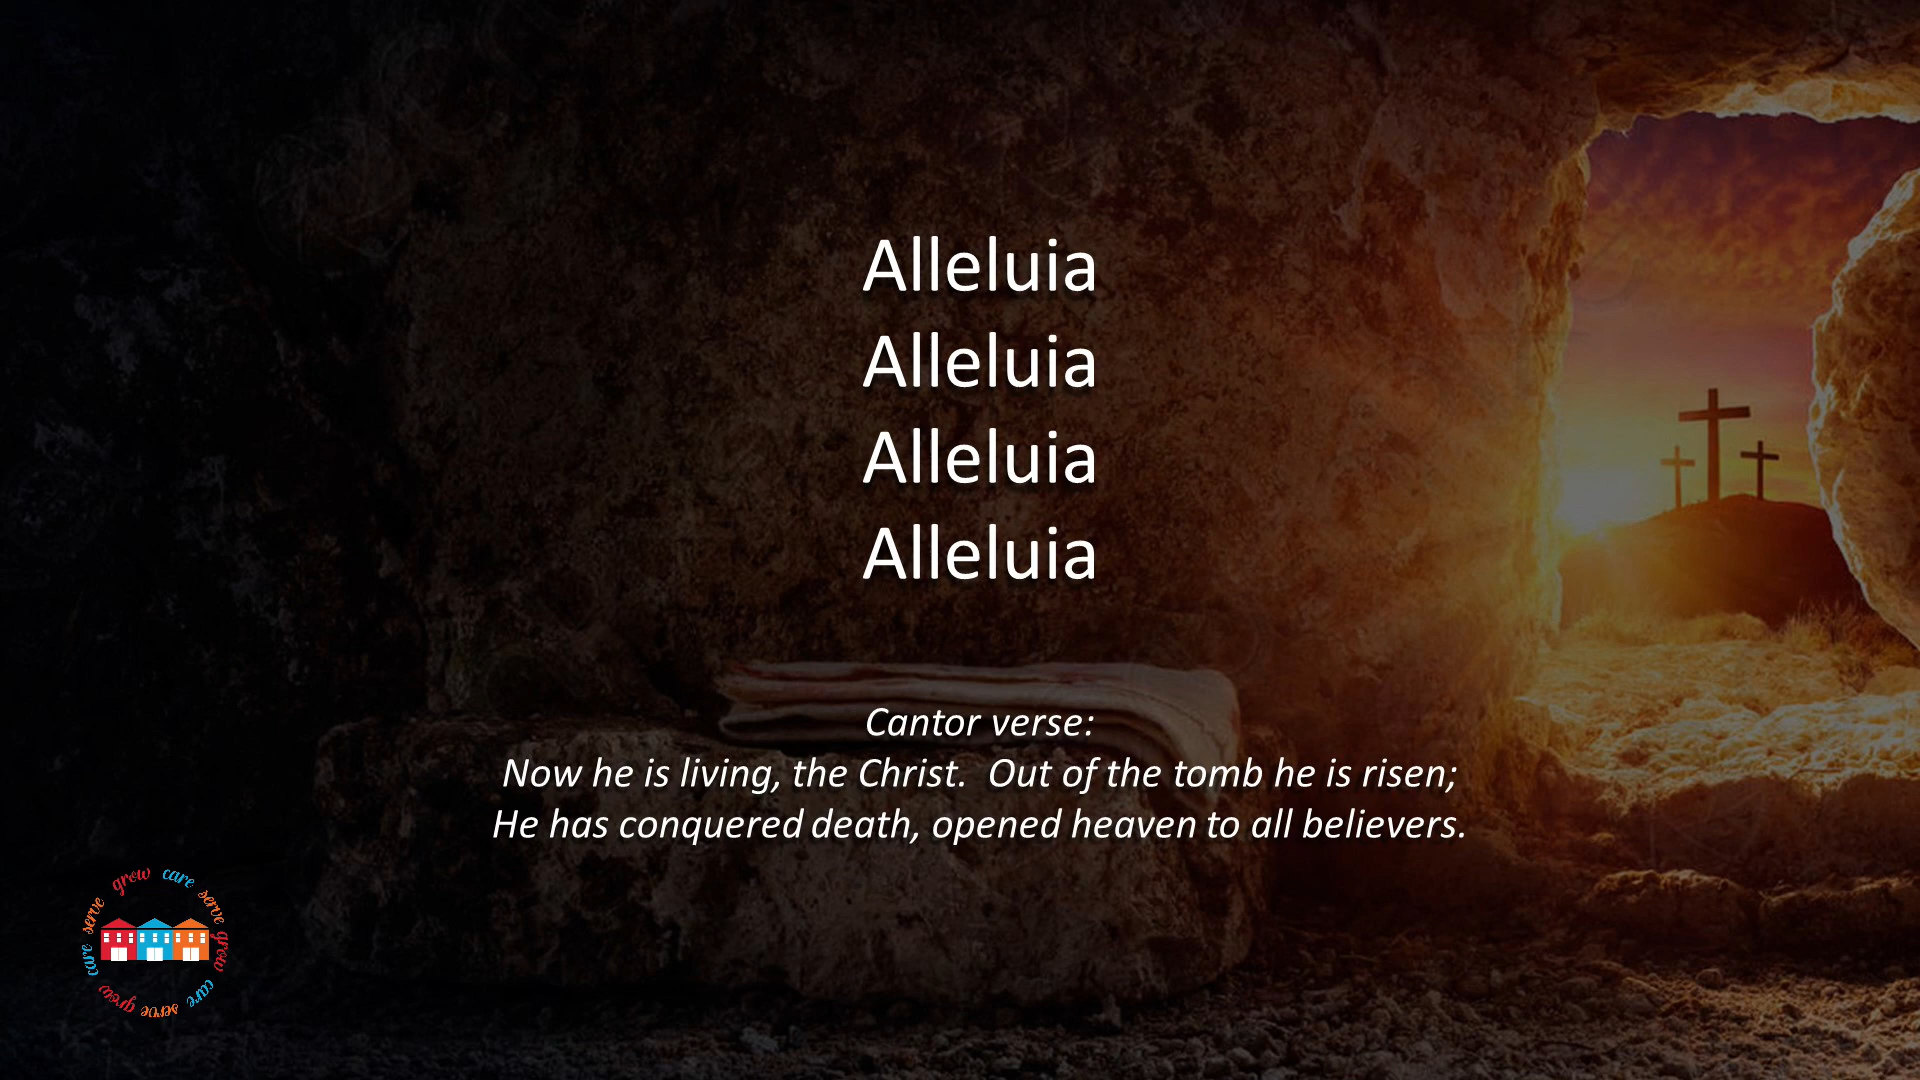 Alleluia
Alleluia
Alleluia
Alleluia
Cantor verse:
Now he is living, the Christ.  Out of the tomb he is risen;
He has conquered death, opened heaven to all believers.
grow care serve grow care serve grow care serve